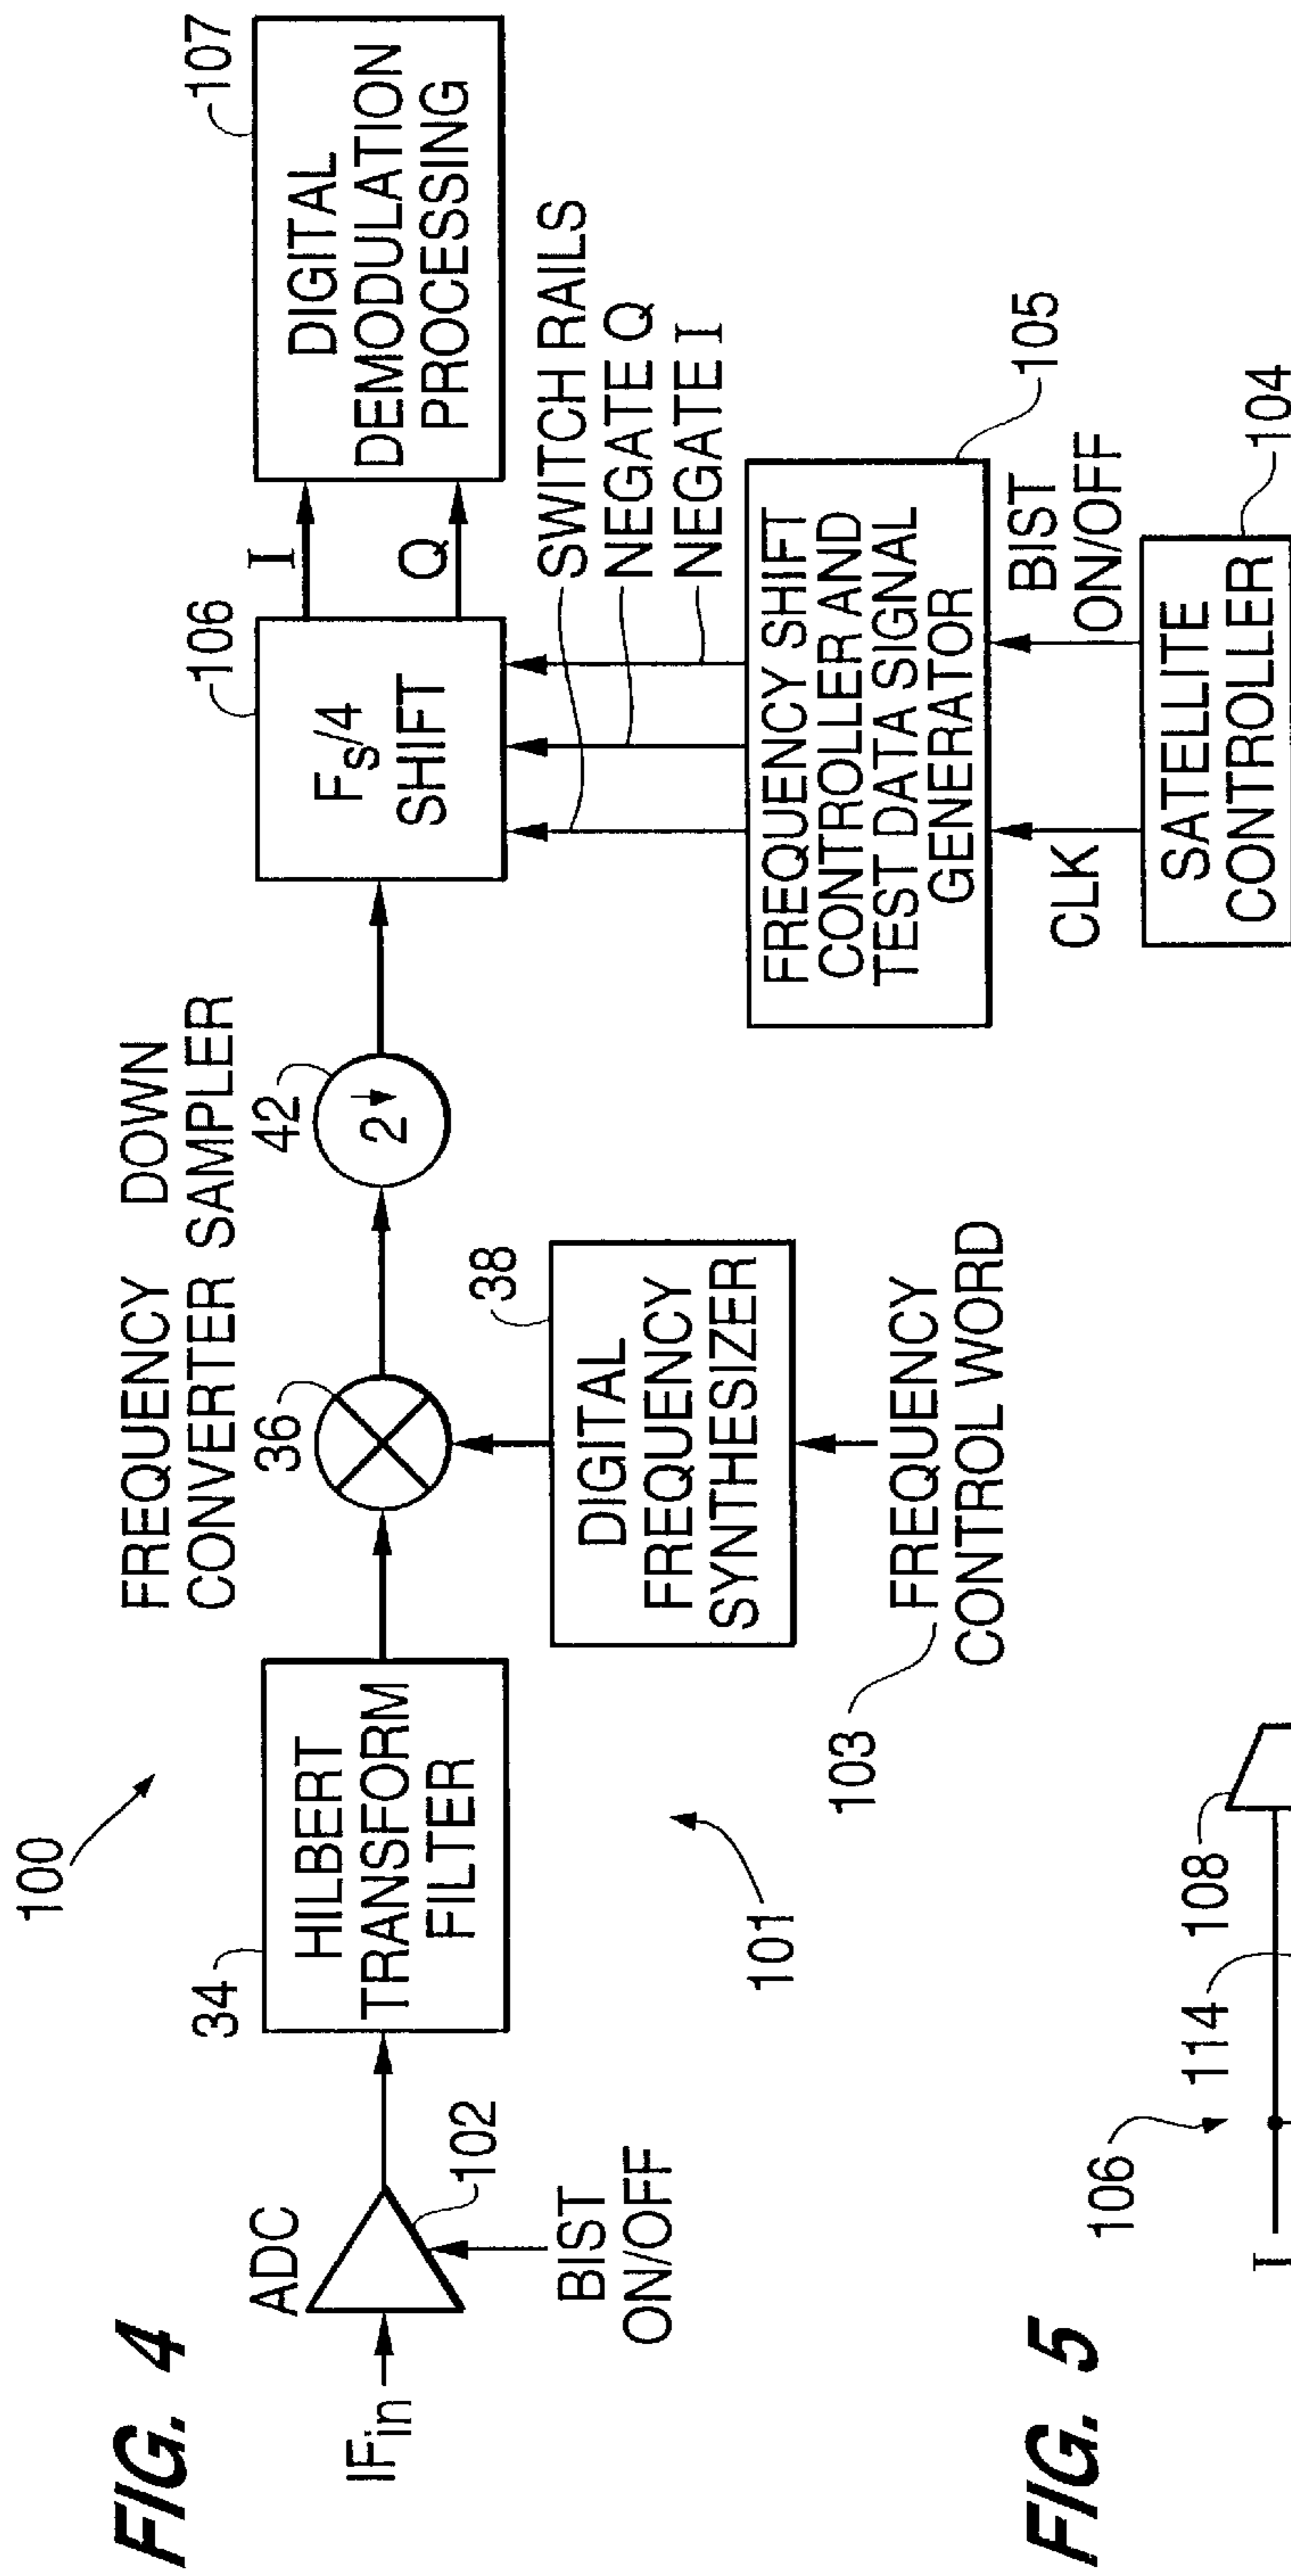 FIG. 4
100
IF_in
ADC
102
BIST
ON/OFF
34
HILBERT
TRANSFORM
FILTER
101
FREQUENCY
CONVERTER
36
DOWN
SAMPLER
42
2
38
DIGITAL
FREQUENCY
SYNTHESIZER
103
FREQUENCY
CONTROL WORD
106
F_S/4
SHIFT
I
Q
107
DIGITAL
DEMODULATION
PROCESSING
SWITCH RAILS
NEGATE Q
NEGATE I
105
FREQUENCY SHIFT
CONTROLLER AND
TEST DATA SIGNAL
GENERATOR
CLK
BIST
ON/OFF
104
SATELLITE
CONTROLLER
FIG. 5
106
I
114
108